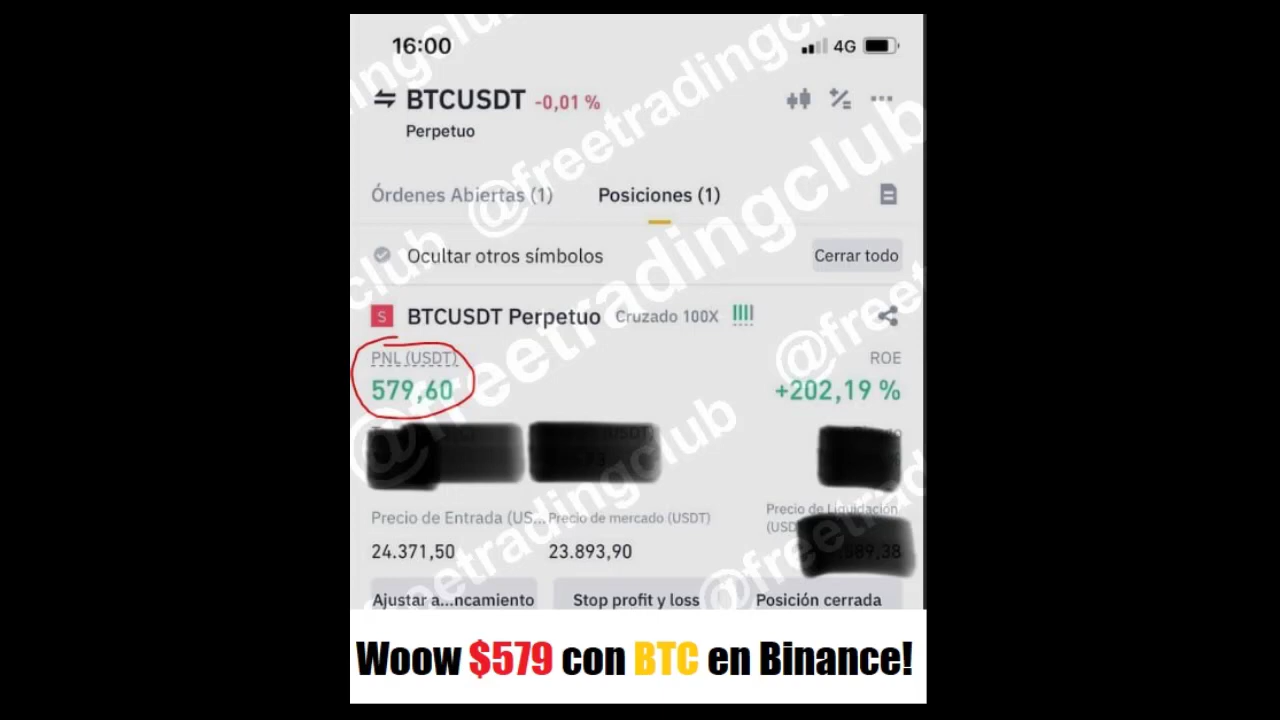 16:00
4G
BTCUSDT -0,01 %
Perpetuo
Órdenes Abiertas (1) Posiciones (1)
Ocultar otros símbolos Cerrar todo
S BTCUSDT Perpetuo Cruzado 100X
PNL (USDT) ROE
579,60 +202,19 %
Precio de Entrada (US... Precio de mercado (USDT) Precio de Liquidación
24.371,50 23.893,90
Ajustar a...ncamiento Stop profit y loss Posición cerrada
@freetradingclub
@freetradingclub
Woow $579 con BTC en Binance!